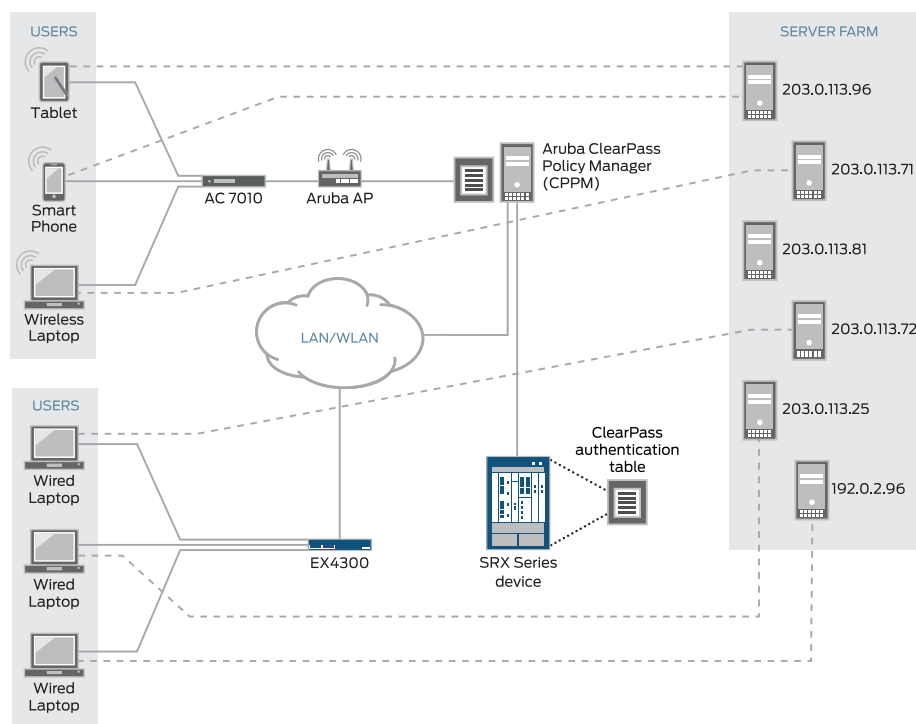 USERS
Tablet
Smart
Phone
Wireless
Laptop
AC 7010
Aruba AP
Aruba ClearPass
Policy Manager
(CPPM)
LAN/WLAN
SERVER FARM
203.0.113.96
203.0.113.71
203.0.113.81
203.0.113.72
203.0.113.25
192.0.2.96
USERS
Wired
Laptop
Wired
Laptop
Wired
Laptop
EX4300
SRX Series
device
ClearPass
authentication
table